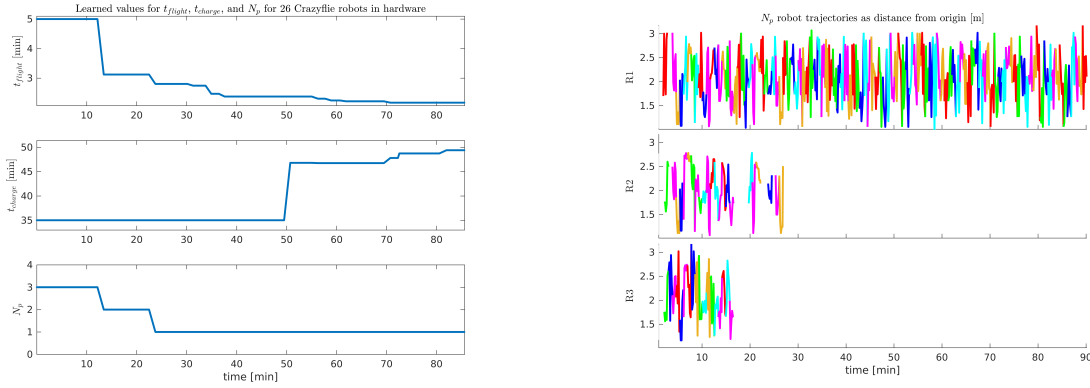 Learned values for t_flight, t_charge, and N_p for 26 Crazyflie robots in hardware
t_flight [min]
5
3
10 20 30 40 50 60 70 80
t_charge [min]
50
45
40
35
10 20 30 40 50 60 70 80
N_p
4
3
2
1
0
10 20 30 40 50 60 70 80
time [min]
N_p robot trajectories as distance from origin [m]
R1
3
2.5
2
1.5
R2
3
2.5
2
1.5
R3
3
2.5
2
1.5
10 20 30 40 50 60 70 80 90
time [min]